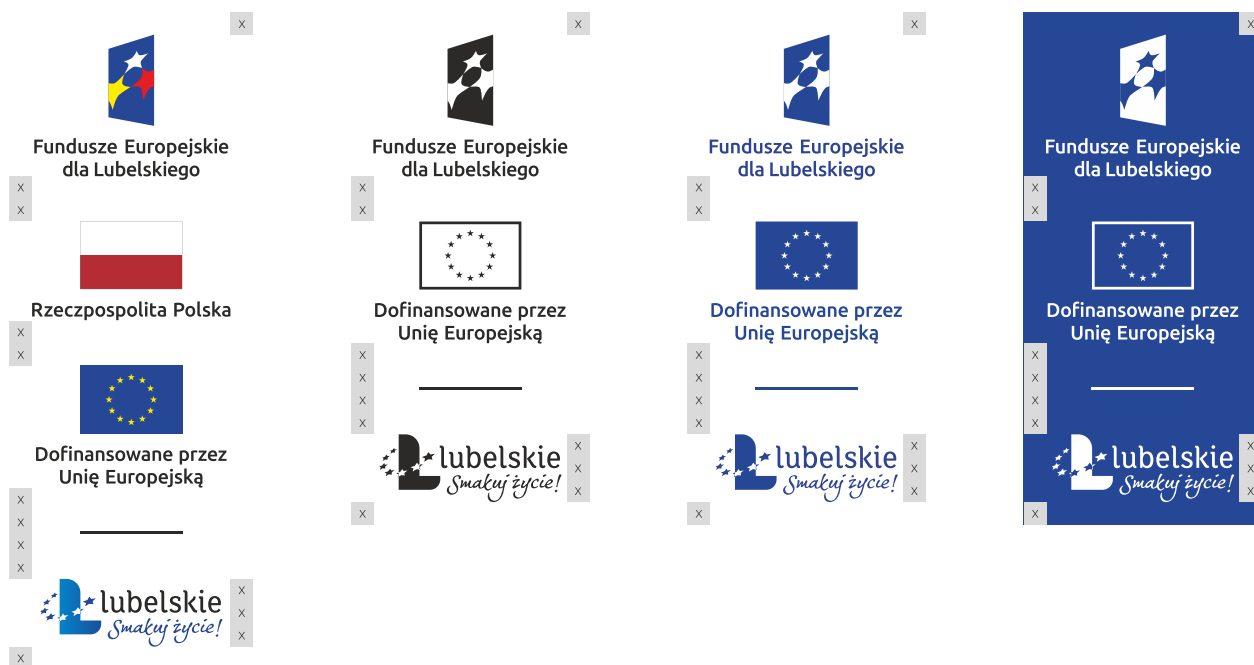 x
Fundusze Europejskie
dla Lubelskiego
x
x
Rzeczpospolita Polska
x
x
Dofinansowane przez
Unię Europejską
x
x
x
x
lubelskie
Smakuj życie!
x
x
x
x
x
Fundusze Europejskie
dla Lubelskiego
x
x
Dofinansowane przez
Unię Europejską
x
x
x
x
lubelskie
Smakuj życie!
x
x
x
x
x
Fundusze Europejskie
dla Lubelskiego
x
x
Dofinansowane przez
Unię Europejską
x
x
x
x
lubelskie
Smakuj życie!
x
x
x
x
x
Fundusze Europejskie
dla Lubelskiego
x
x
Dofinansowane przez
Unię Europejską
x
x
x
x
lubelskie
Smakuj życie!
x
x
x
x